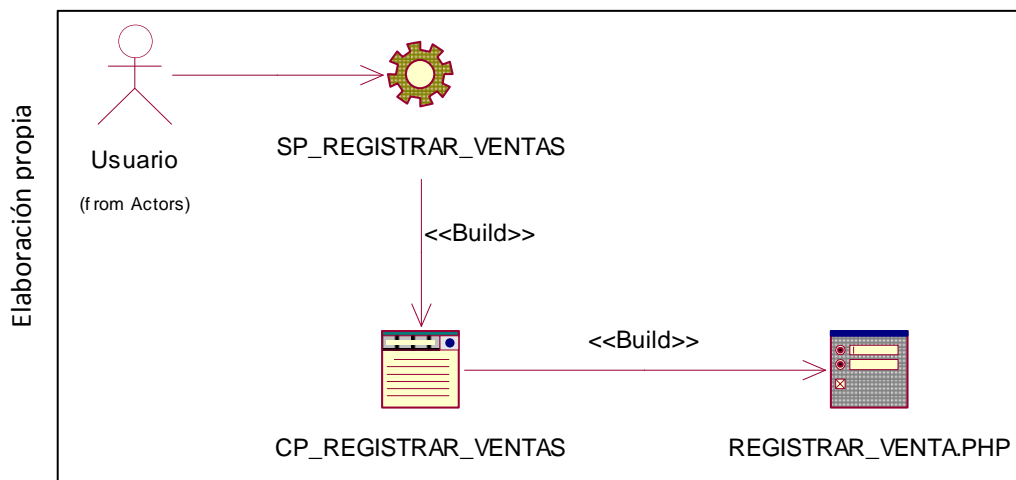 Elaboración propia
Usuario
(from Actors)
SP_REGISTRAR_VENTAS
<<Build>>
<<Build>>
CP_REGISTRAR_VENTAS
REGISTRAR_VENTA.PHP